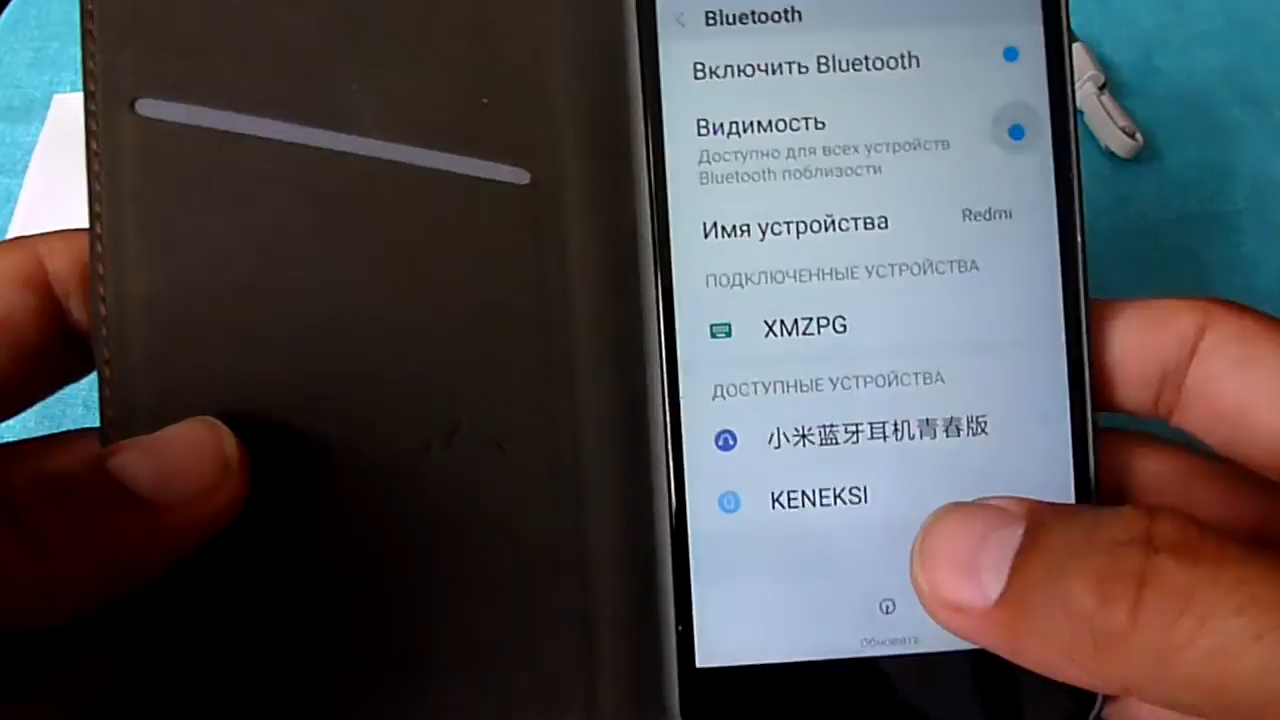 Bluetooth
Включить Bluetooth
Видимость
Доступно для всех устройств
Bluetooth поблизости
Имя устройства Redmi
ПОДКЛЮЧЕННЫЕ УСТРОЙСТВА
XMZPG
ДОСТУПНЫЕ УСТРОЙСТВА
小米蓝牙耳机青春版
KENEKSI
Обновить